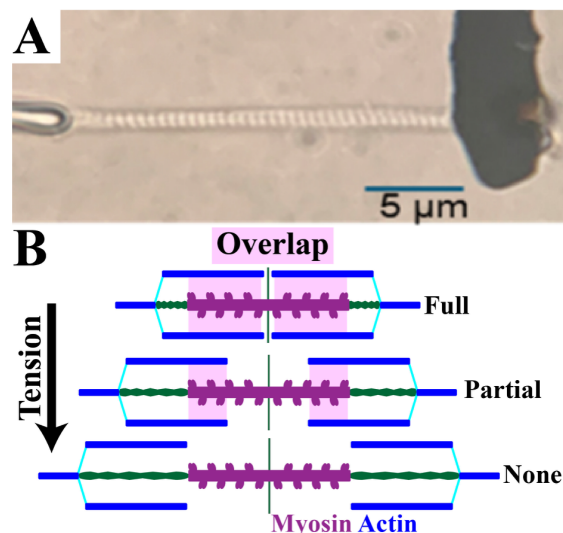 A
5 µm
B
Overlap
Full
Tension
Partial
None
Myosin Actin